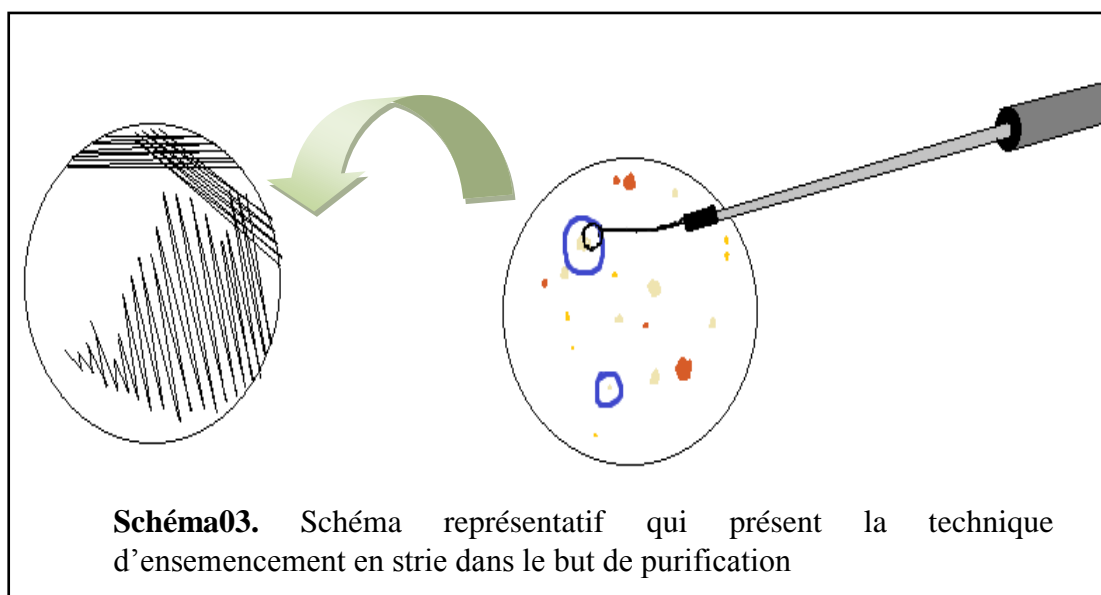 Schéma03. Schéma représentatif qui présent la technique
d’ensemencement en strie dans le but de purification